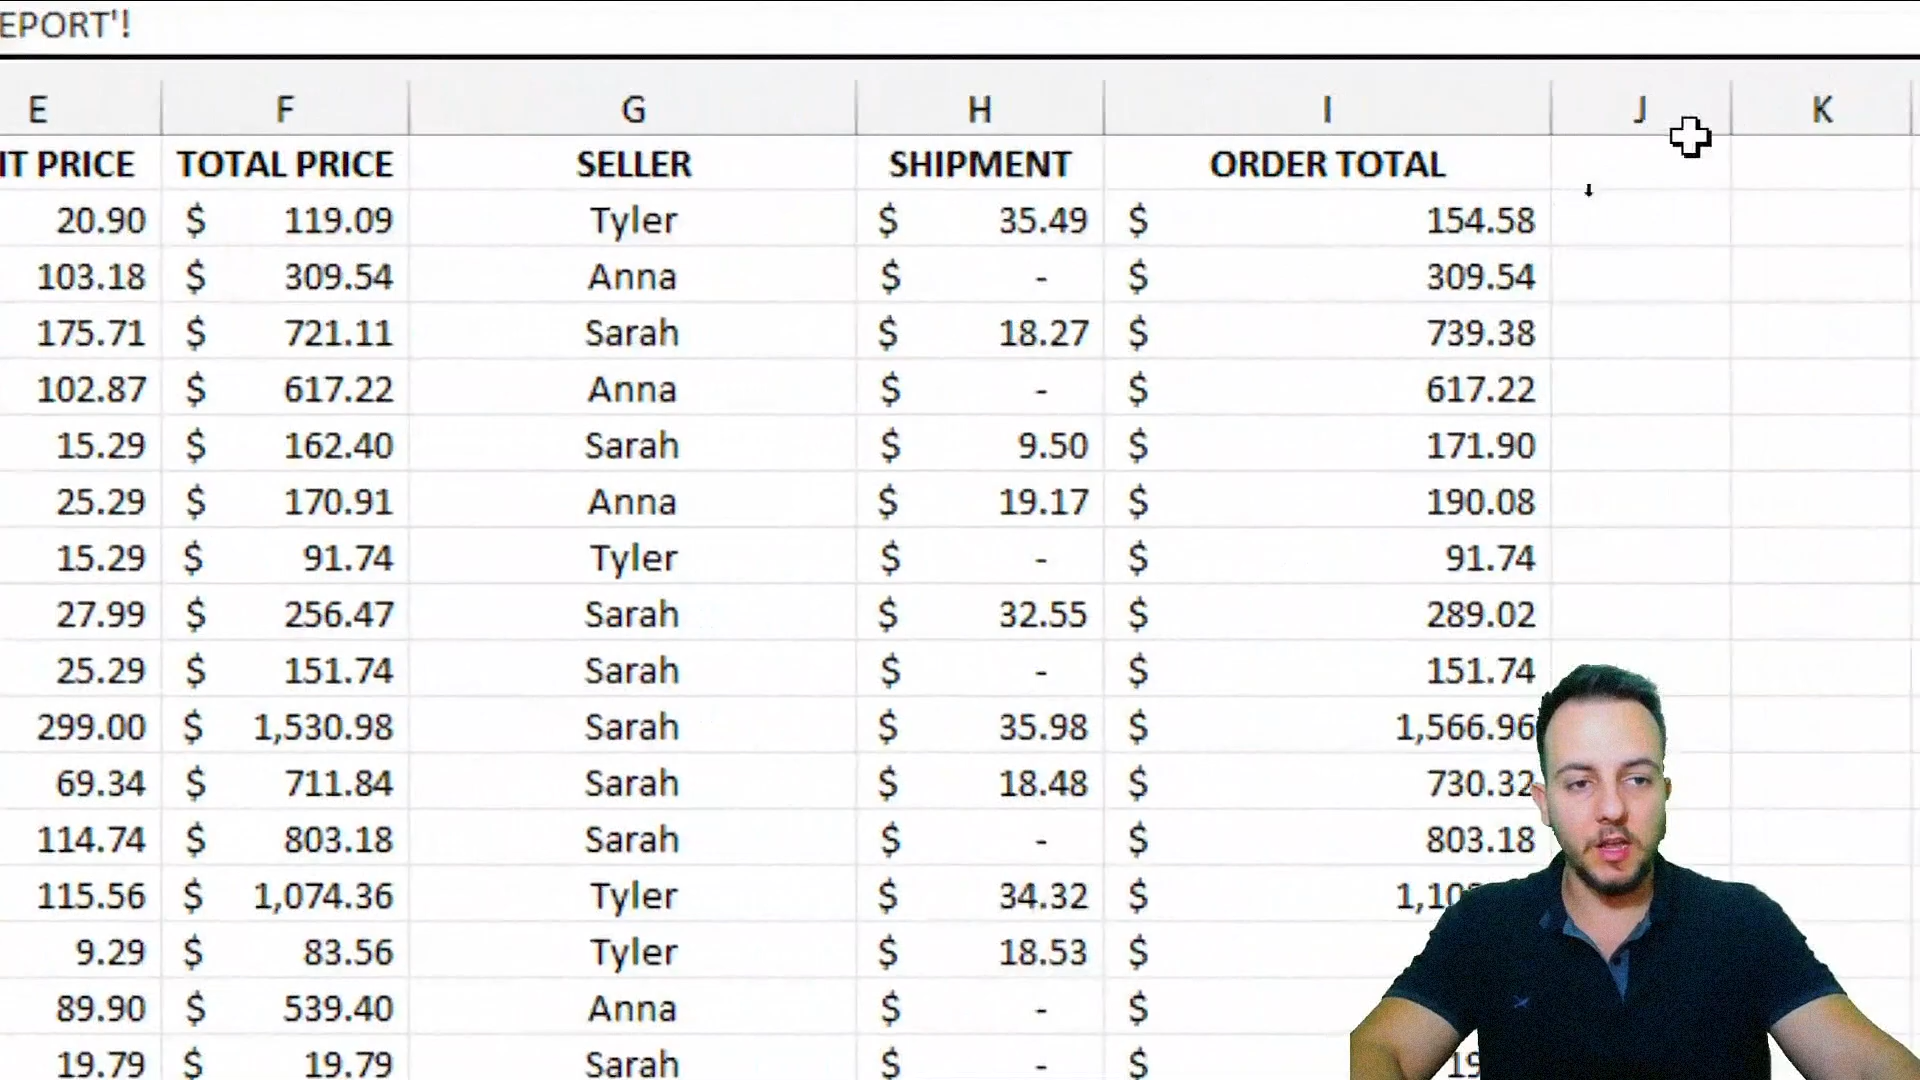 EPORT'!
E F G H I J K
IT PRICE TOTAL PRICE SELLER SHIPMENT ORDER TOTAL
20.90 $ 119.09 Tyler $ 35.49 $ 154.58
103.18 $ 309.54 Anna $ - $ 309.54
175.71 $ 721.11 Sarah $ 18.27 $ 739.38
102.87 $ 617.22 Anna $ - $ 617.22
15.29 $ 162.40 Sarah $ 9.50 $ 171.90
25.29 $ 170.91 Anna $ 19.17 $ 190.08
15.29 $ 91.74 Tyler $ - $ 91.74
27.99 $ 256.47 Sarah $ 32.55 $ 289.02
25.29 $ 151.74 Sarah $ - $ 151.74
299.00 $ 1,530.98 Sarah $ 35.98 $ 1,566.96
69.34 $ 711.84 Sarah $ 18.48 $ 730.32
114.74 $ 803.18 Sarah $ - $ 803.18
115.56 $ 1,074.36 Tyler $ 34.32 $ 1,10
9.29 $ 83.56 Tyler $ 18.53 $
89.90 $ 539.40 Anna $ - $
19.79 $ 19.79 Sarah $ - $ 19